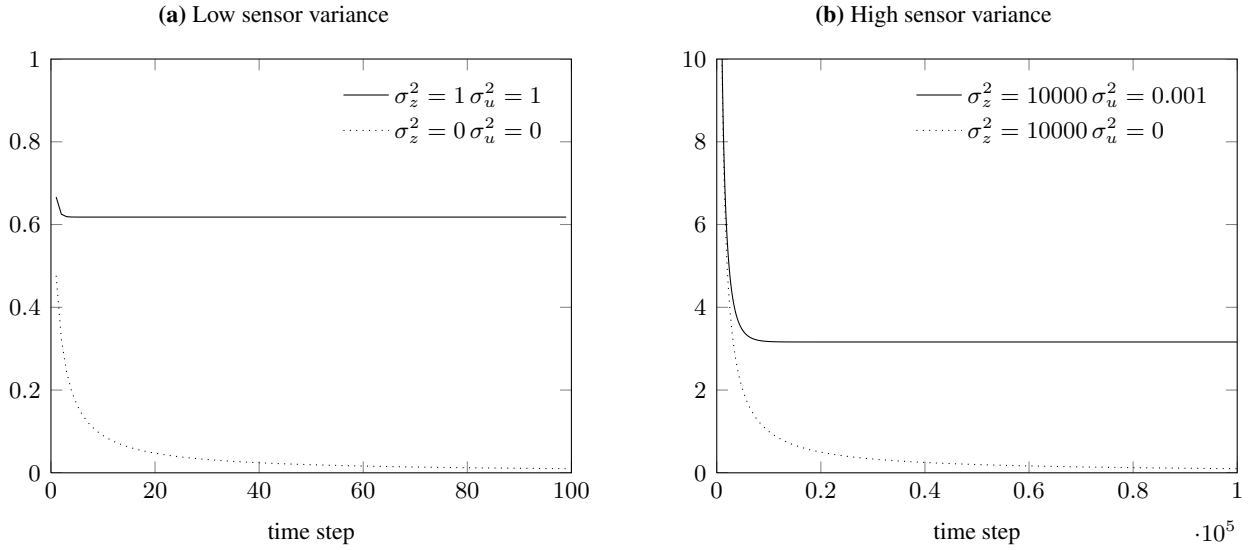 (a) Low sensor variance
1
0.8
0.6
0.4
0.2
0
0 20 40 60 80 100
time step
σ_z^2 = 1 σ_u^2 = 1
σ_z^2 = 0 σ_u^2 = 0
(b) High sensor variance
10
8
6
4
2
0
0 0.2 0.4 0.6 0.8 1
time step
·10^5
σ_z^2 = 10000 σ_u^2 = 0.001
σ_z^2 = 10000 σ_u^2 = 0